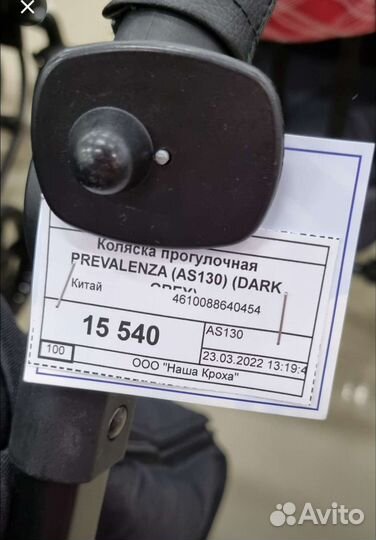 Коляска прогулочная
PREVALENZA (AS130) (DARK
GREY)
Китай
4610088640454
15 540
AS130
100
23.03.2022 13:19:4
ООО "Наша Кроха"
Avito